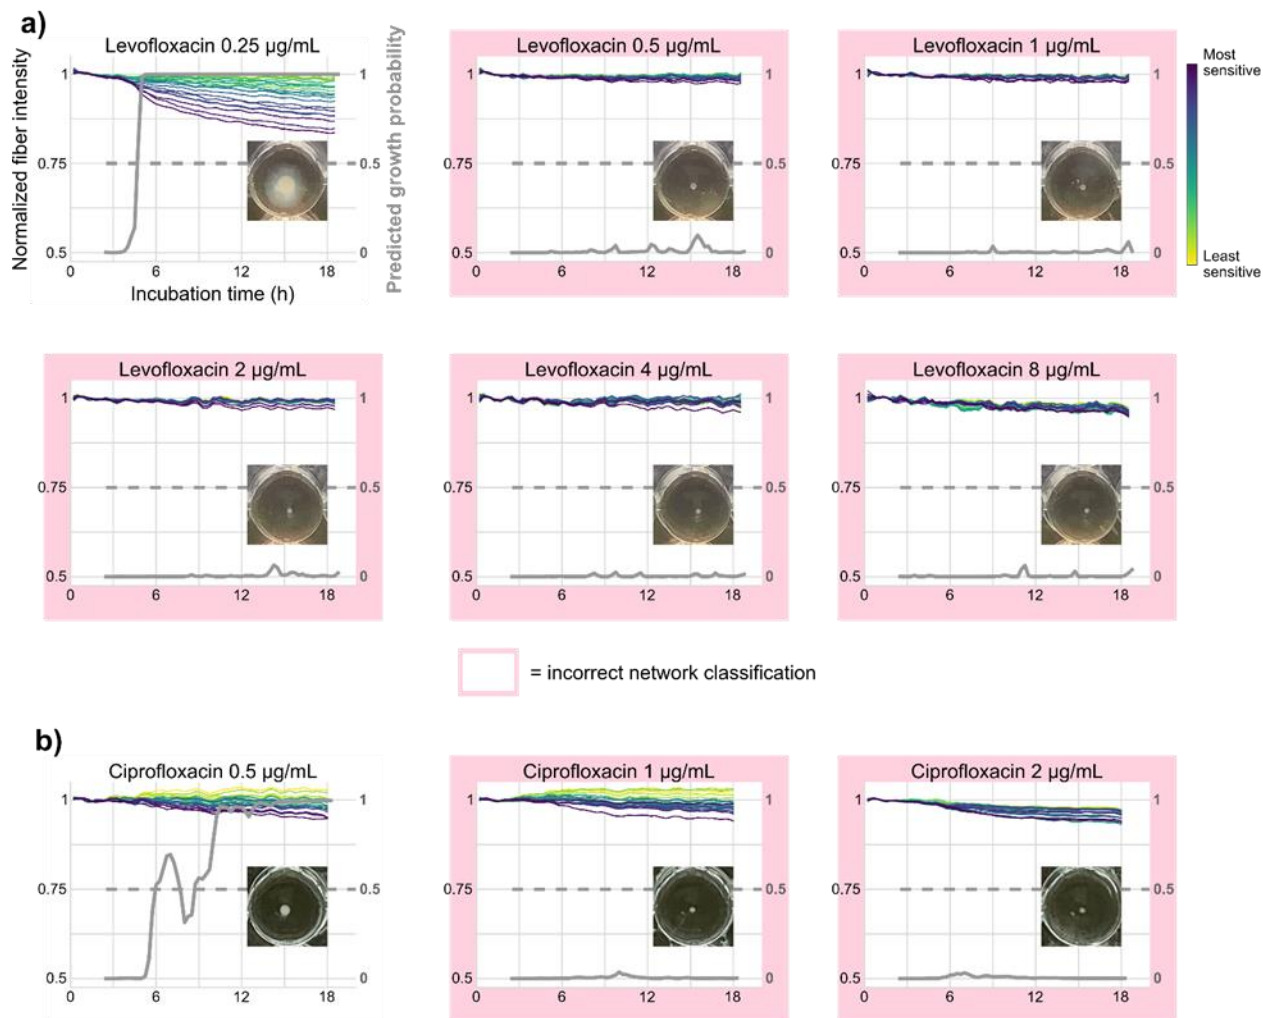 a)
Levofloxacin 0.25 µg/mL
Levofloxacin 0.5 µg/mL
Levofloxacin 1 µg/mL
Normalized fiber intensity
1
0.75
0.5
0 6 12 18
Incubation time (h)
1
0.5
0
Predicted growth probability
1
0.75
0.5
0 6 12 18
1
0.5
0
1
0.75
0.5
0 6 12 18
1
0.5
0
Most
sensitive
Least
sensitive
Levofloxacin 2 µg/mL
Levofloxacin 4 µg/mL
Levofloxacin 8 µg/mL
1
0.75
0.5
0 6 12 18
1
0.5
0
1
0.75
0.5
0 6 12 18
1
0.5
0
1
0.75
0.5
0 6 12 18
1
0.5
0
= incorrect network classification
b)
Ciprofloxacin 0.5 µg/mL
Ciprofloxacin 1 µg/mL
Ciprofloxacin 2 µg/mL
1
0.75
0.5
0 6 12 18
1
0.5
0
1
0.75
0.5
0 6 12 18
1
0.5
0
1
0.75
0.5
0 6 12 18
1
0.5
0